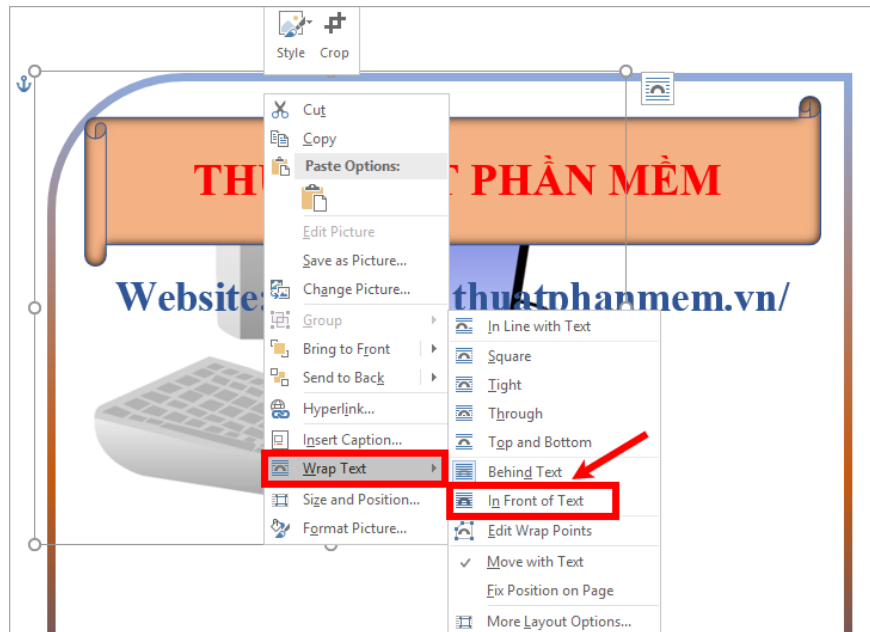 Style Crop
Cut
Copy
Paste Options:
Edit Picture
Save as Picture...
Change Picture...
Group
Bring to Front
Send to Back
Hyperlink...
Insert Caption...
Wrap Text
Size and Position...
Format Picture...
PHẦN MỀM
Website: thuatphanmem.vn/
In Line with Text
Square
Tight
Through
Top and Bottom
Behind Text
In Front of Text
Edit Wrap Points
Move with Text
Fix Position on Page
More Layout Options...